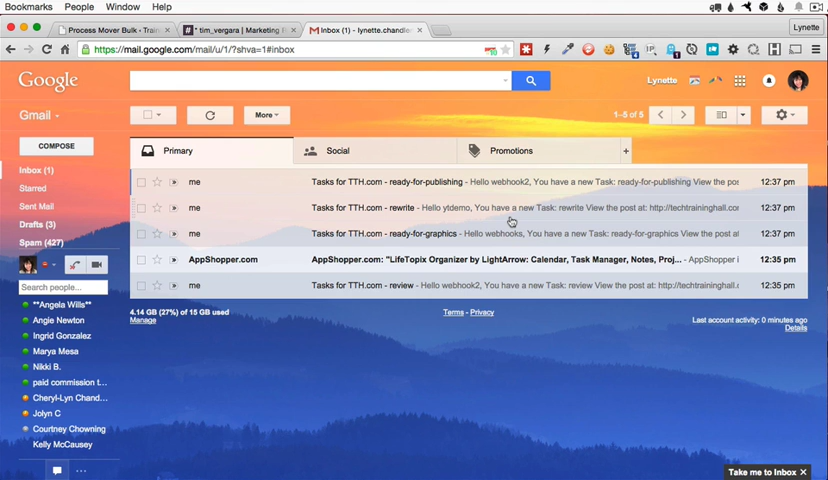 Bookmarks People Window Help
Process Mover Bulk - Traini
* tim_vergara | Marketing
Inbox (1) - lynette.chandler
Lynette
https://mail.google.com/mail/u/1/?shva=1#inbox
Google
Lynette
Gmail
More
1–5 of 5
COMPOSE
Primary
Social
Promotions
+
Inbox (1)
Starred
Sent Mail
Drafts (3)
Spam (427)
me Tasks for TTH.com - ready-for-publishing - Hello webhook2, You have a new Task: ready-for-publishing View the pos 12:37 pm
me Tasks for TTH.com - rewrite - Hello ytdemo, You have a new Task: rewrite View the post at: http://techtraininghall.com 12:37 pm
me Tasks for TTH.com - ready-for-graphics - Hello webhooks, You have a new Task: ready-for-graphics View the post a 12:37 pm
AppShopper.com AppShopper.com: "LifeTopix Organizer by LightArrow: Calendar, Task Manager, Notes, Proj... - AppShopper i 12:35 pm
me Tasks for TTH.com - review - Hello webhook2, You have a new Task: review View the post at: http://techtraininghall. 12:35 pm
Search people...
**Angela Wills
Angie Newton
Ingrid Gonzalez
Marya Mesa
Nikki B.
paid commission t...
Cheryl-Lyn Chand...
Jolyn C
Courtney Chowning
Kelly McCausey
4.14 GB (27%) of 15 GB used
Manage
Terms - Privacy
Last account activity: 0 minutes ago
Details
Take me to Inbox ×